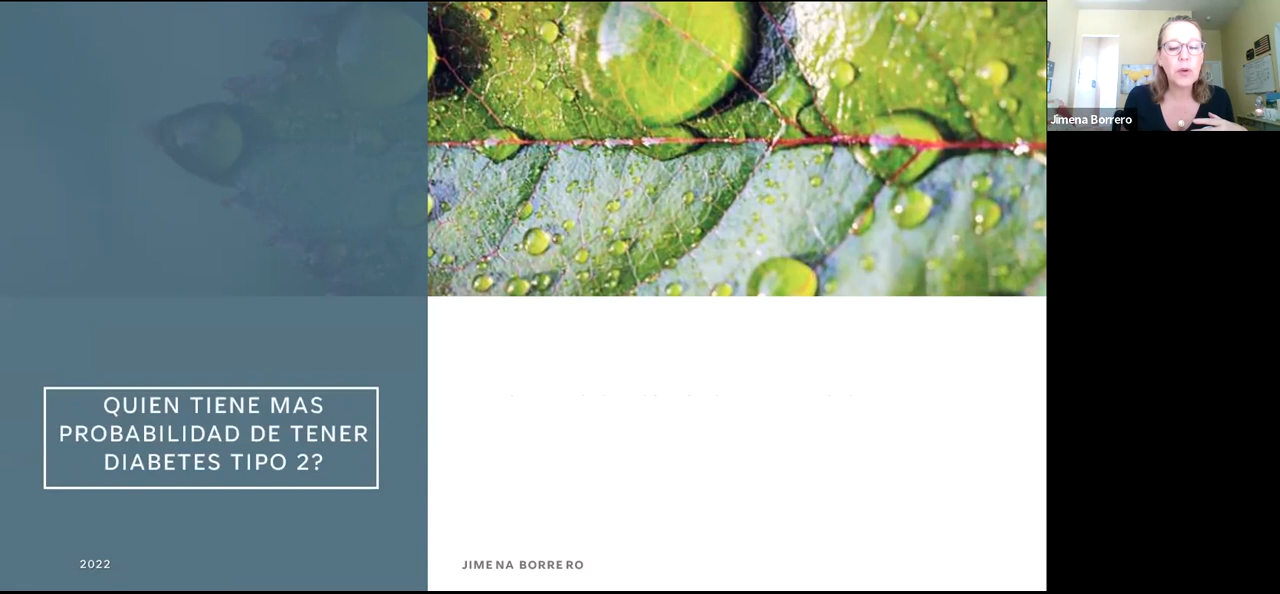 Jimena Borrero
QUIEN TIENE MAS
PROBABILIDAD DE TENER
DIABETES TIPO 2?
2022
JIMENA BORRERO